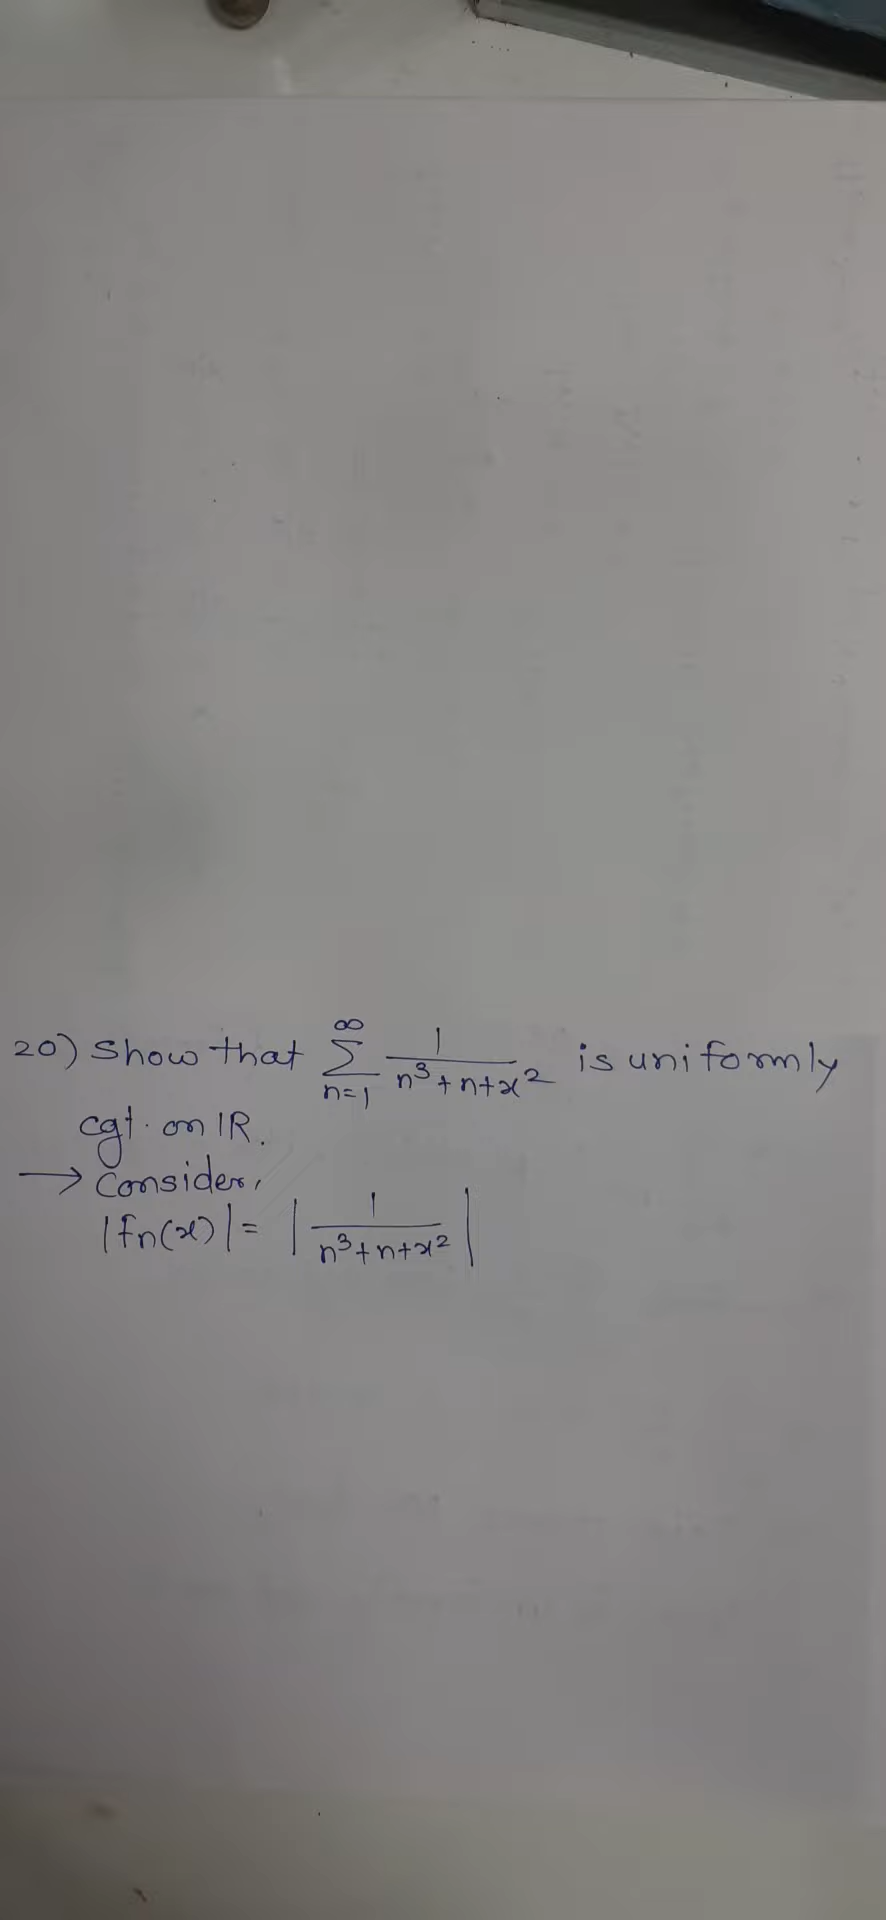 20) Show that ∞∑n=1 1/(n³+n+x²) is uniformly
cgt. on IR.
→ Consider,
|fn(x)| = |1/(n³+n+x²)|